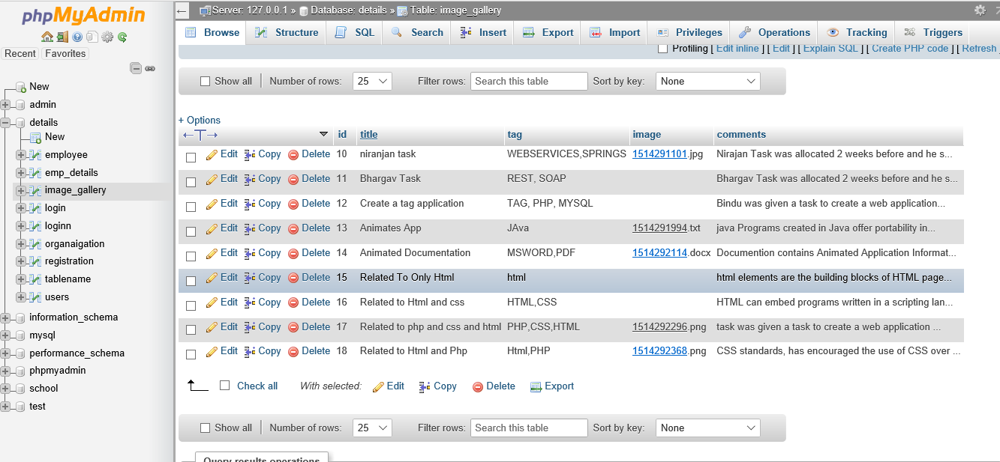 phpMyAdmin
Recent Favorites
New
admin
details
New
employee
emp_details
image_gallery
login
loginn
organaigation
registration
tablename
users
information_schema
mysql
performance_schema
phpmyadmin
school
test
Server: 127.0.0.1 » Database: details » Table: image_gallery
Browse Structure SQL Search Insert Export Import Privileges Operations Tracking Triggers
Profiling [ Edit inline ] [ Edit ] [ Explain SQL ] [ Create PHP code ] [ Refresh
Show all Number of rows: 25 Filter rows: Search this table Sort by key: None
+ Options
←T→ id title tag image comments
Edit Copy Delete 10 niranjan task WEBSERVICES,SPRINGS 1514291101.jpg Nirajan Task was allocated 2 weeks before and he s...
Edit Copy Delete 11 Bhargav Task REST, SOAP Bhargav Task was allocated 2 weeks before and he s...
Edit Copy Delete 12 Create a tag application TAG, PHP, MYSQL Bindu was given a task to create a web application...
Edit Copy Delete 13 Animates App JAva 1514291994.txt java Programs created in Java offer portability in...
Edit Copy Delete 14 Animated Documentation MSWORD,PDF 1514292114.docx Documention contains Animated Application Informat...
Edit Copy Delete 15 Related To Only Html html html elements are the building blocks of HTML page...
Edit Copy Delete 16 Related to Html and css HTML,CSS HTML can embed programs written in a scripting lan...
Edit Copy Delete 17 Related to php and css and html PHP,CSS,HTML 1514292296.png task was given a task to create a web application ...
Edit Copy Delete 18 Related to Html and Php Html,PHP 1514292368.png CSS standards, has encouraged the use of CSS over ...
Check all With selected: Edit Copy Delete Export
Show all Number of rows: 25 Filter rows: Search this table Sort by key: None
Query results operations